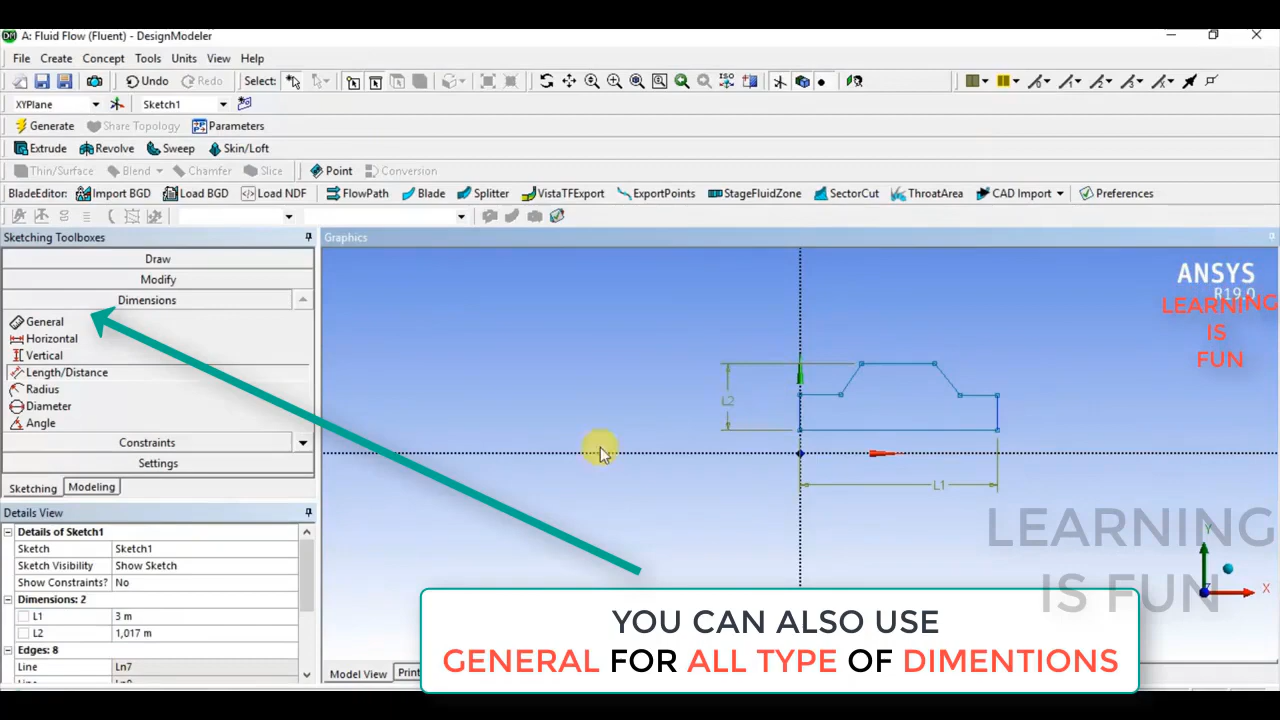 A: Fluid Flow (Fluent) - DesignModeler
File Create Concept Tools Units View Help
Undo Redo Select:
XYPlane Sketch1
Generate Share Topology Parameters
Extrude Revolve Sweep Skin/Loft
Thin/Surface Blend Chamfer Slice Point Conversion
BladeEditor: Import BGD Load BGD Load NDF FlowPath Blade Splitter VistaTFExport ExportPoints StageFluidZone SectorCut ThroatArea CAD Import Preferences
Sketching Toolboxes
Draw
Modify
Dimensions
General
Horizontal
Vertical
Length/Distance
Radius
Diameter
Angle
Constraints
Settings
Sketching Modeling
Details View
Details of Sketch1
Sketch Sketch1
Sketch Visibility Show Sketch
Show Constraints? No
Dimensions: 2
L1 3 m
L2 1,017 m
Edges: 8
Line Ln7
Graphics
ANSYS
R19.0
LEARNING
IS
FUN
L2
L1
LEARNING
IS FUN
Y
X
Model View Print
YOU CAN ALSO USE
GENERAL FOR ALL TYPE OF DIMENTIONS